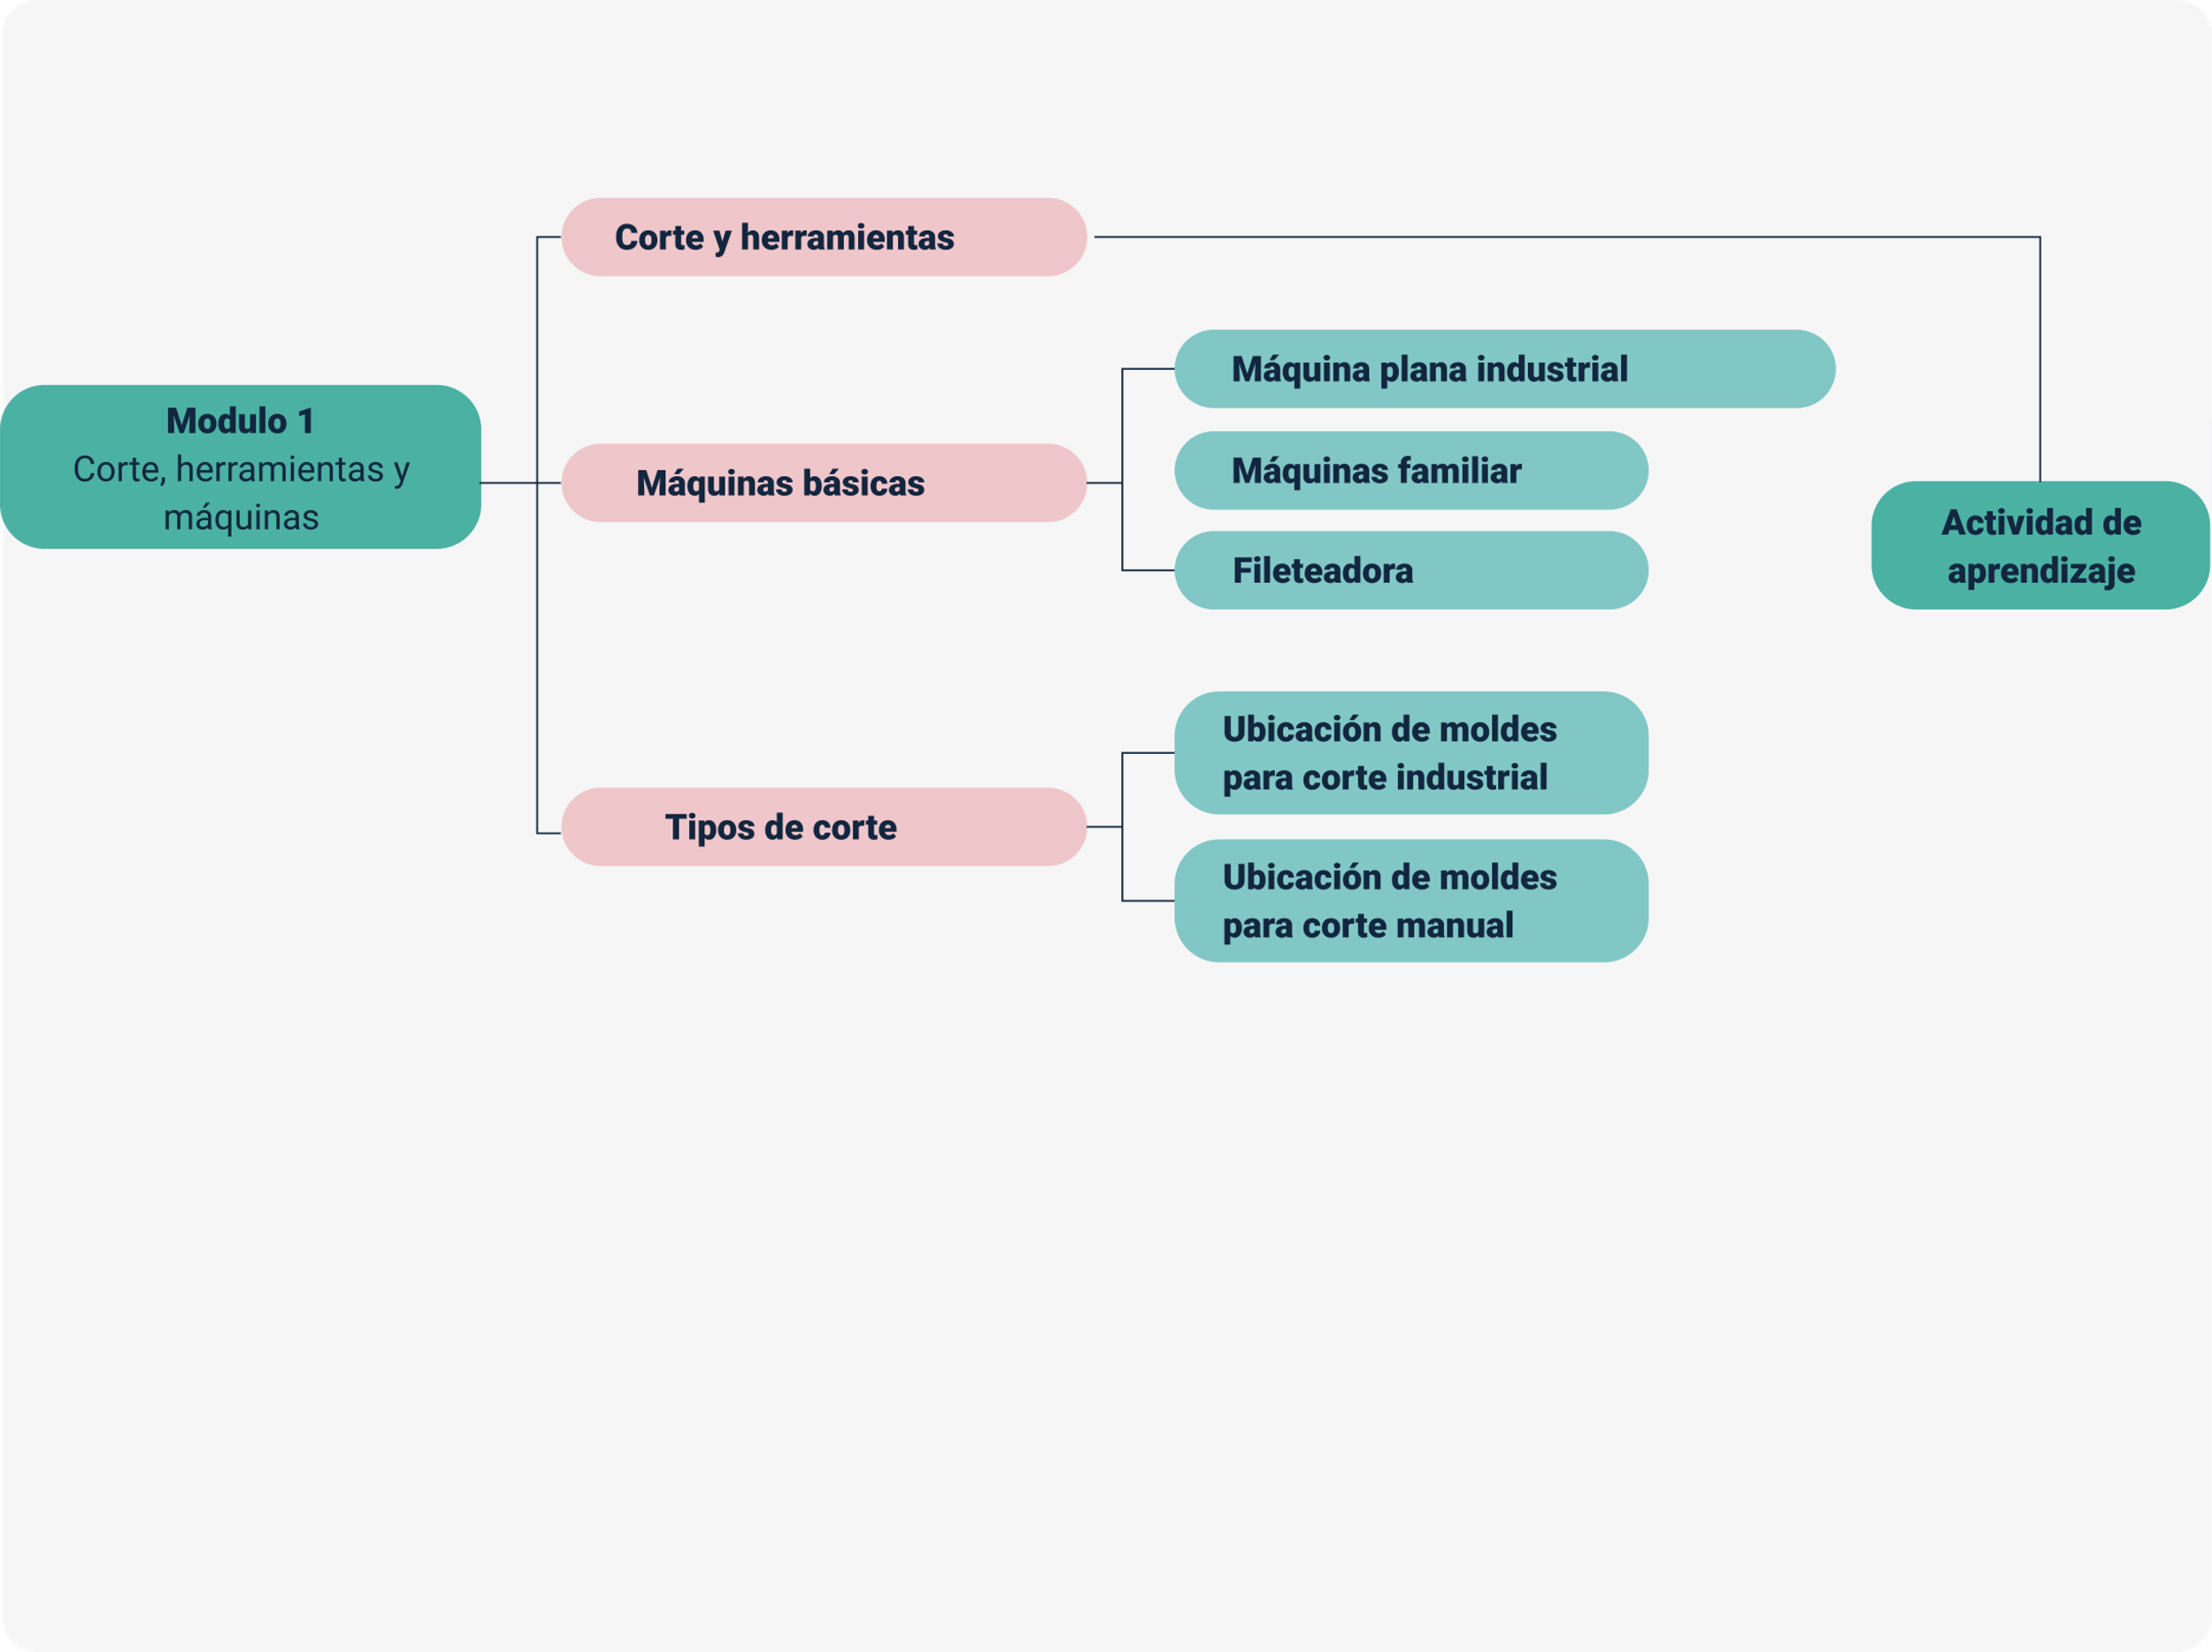 Modulo 1
Corte, herramientas y
máquinas
Corte y herramientas
Máquinas básicas
Máquina plana industrial
Máquinas familiar
Fileteadora
Tipos de corte
Ubicación de moldes
para corte industrial
Ubicación de moldes
para corte manual
Actividad de
aprendizaje